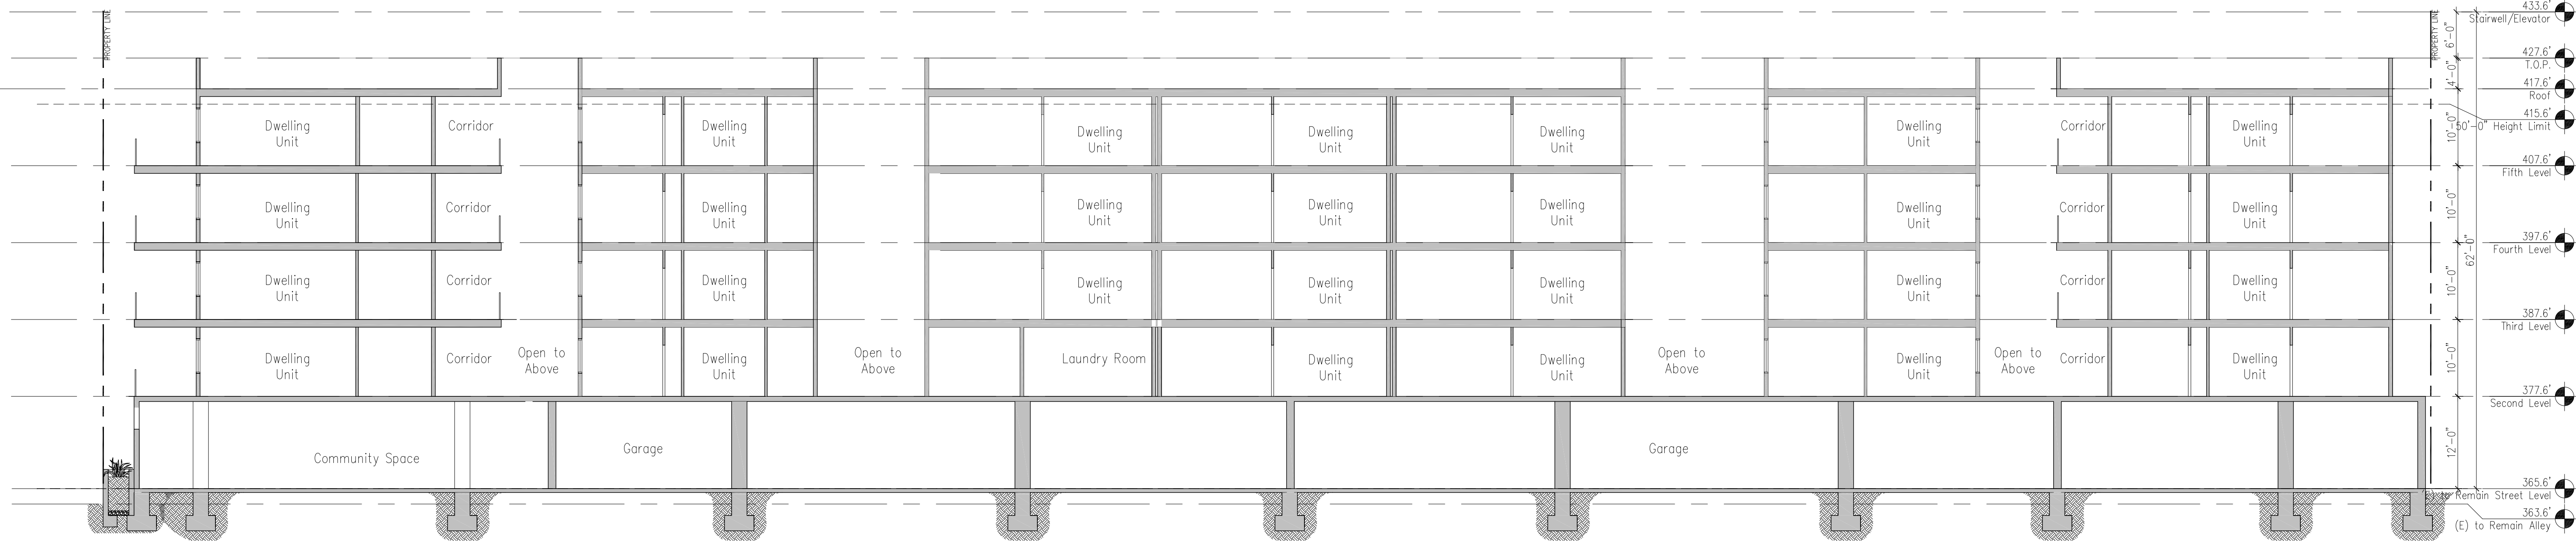 PROPERTY LINE
PROPERTY LINE
433.6'
Stairwell/Elevator
6'-0"
427.6'
T.O.P.
4'-0"
417.6'
Roof
415.6'
50'-0" Height Limit
Dwelling
Unit
Corridor
Dwelling
Unit
Dwelling
Unit
Dwelling
Unit
Dwelling
Unit
Dwelling
Unit
Corridor
Dwelling
Unit
10'-0"
407.6'
Fifth Level
Dwelling
Unit
Corridor
Dwelling
Unit
Dwelling
Unit
Dwelling
Unit
Dwelling
Unit
Dwelling
Unit
Corridor
Dwelling
Unit
10'-0"
397.6'
Fourth Level
62'-0"
Dwelling
Unit
Corridor
Dwelling
Unit
Dwelling
Unit
Dwelling
Unit
Dwelling
Unit
Dwelling
Unit
Corridor
Dwelling
Unit
10'-0"
387.6'
Third Level
Dwelling
Unit
Corridor
Open to
Above
Dwelling
Unit
Open to
Above
Laundry Room
Dwelling
Unit
Dwelling
Unit
Open to
Above
Dwelling
Unit
Open to
Above
Corridor
Dwelling
Unit
10'-0"
377.6'
Second Level
Community Space
Garage
Garage
12'-0"
365.6'
(E) to Remain Street Level
363.6'
(E) to Remain Alley